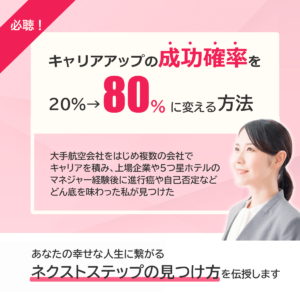 必聴！
キャリアアップの成功確率を
20%→80%に変える方法
大手航空会社をはじめ複数の会社で
キャリアを積み、上場企業や5つ星ホテルの
マネジャー経験後に進行癌や自己否定など
どん底を味わった私が見つけた
あなたの幸せな人生に繋がる
ネクストステップの見つけ方を伝授します